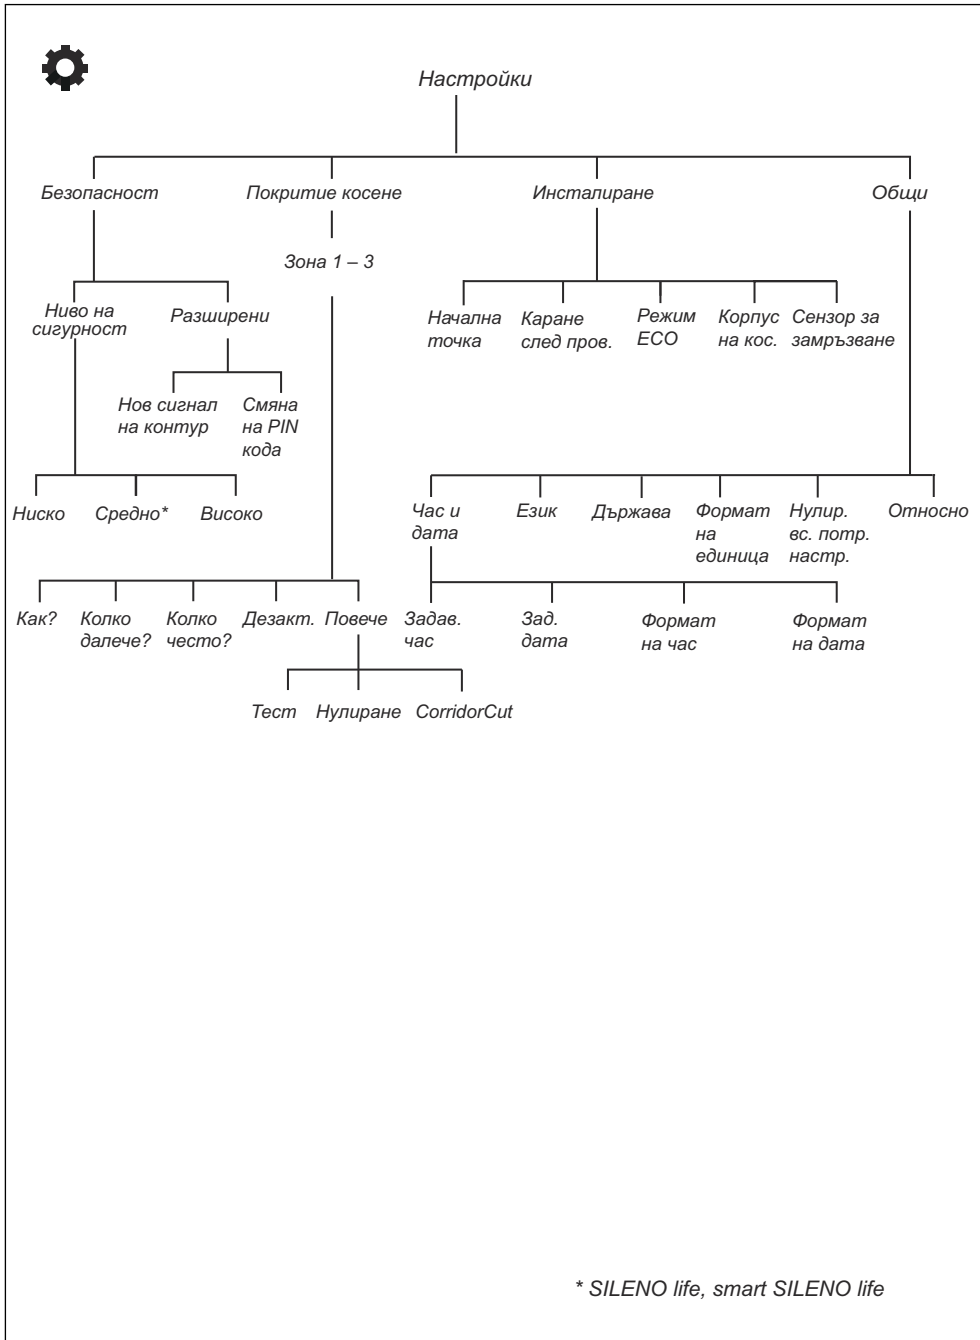 Настройки
Безопасност
Покритие косене
Инсталиране
Общи
Зона 1 – 3
Ниво на
сигурност
Разширени
Начална
точка
Каране
след пров.
Режим
ECO
Корпус
на кос.
Сензор за
замръзване
Нов сигнал
на контур
Смяна
на PIN
кода
Ниско
Средно*
Високо
Час и
дата
Език
Държава
Формат
на
единица
Нулир.
вс. потр.
настр.
Относно
Как?
Колко
далече?
Колко
често?
Дезакт.
Повече
Задав.
час
Зад.
дата
Формат
на час
Формат
на дата
Тест
Нулиране
CorridorCut
* SILENO life, smart SILENO life